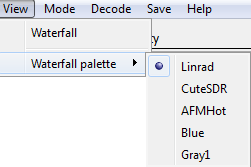 View Mode Decode Save Help
Waterfall
Waterfall palette
Linrad
CuteSDR
AFMHot
Blue
Gray1